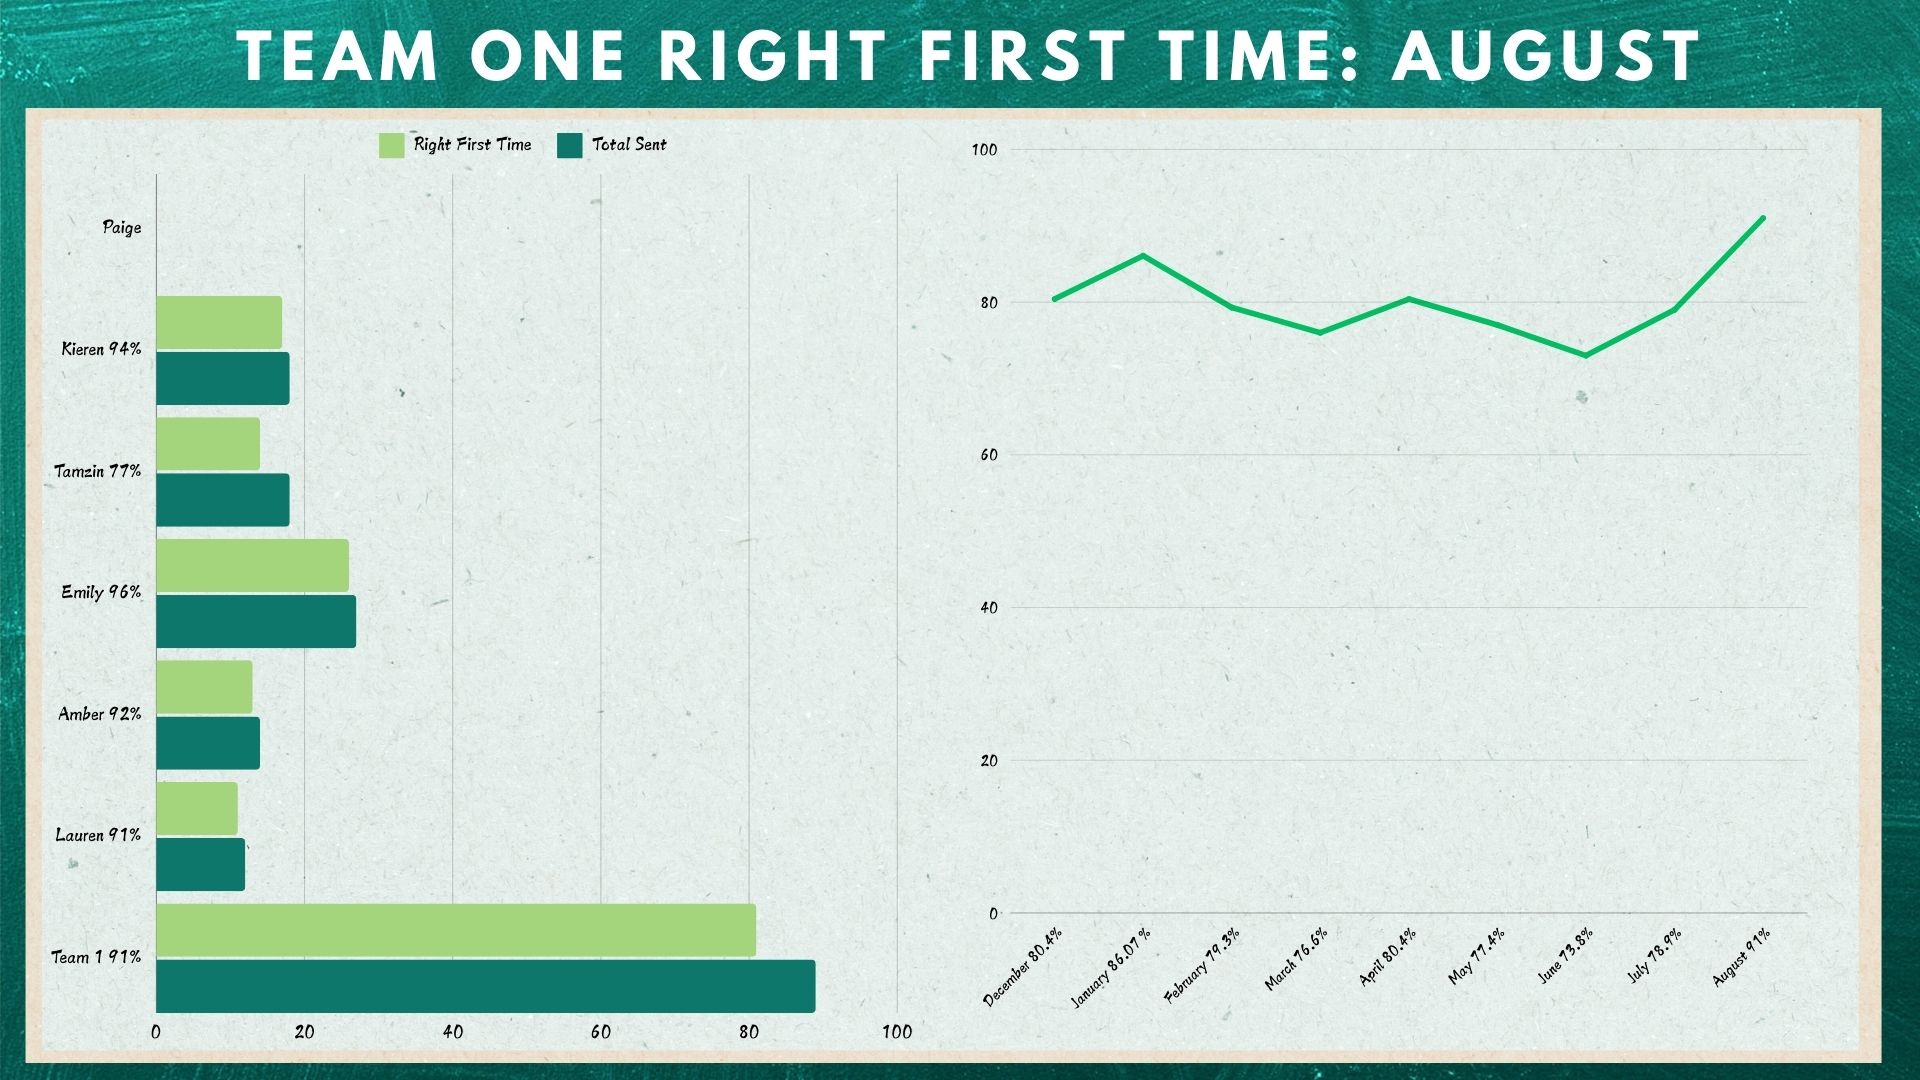 TEAM ONE RIGHT FIRST TIME: AUGUST
Right First Time
Total Sent
Paige
Kieren 94%
Tamzin 77%
Emily 96%
Amber 92%
Lauren 91%
Team 1 91%
0 20 40 60 80 100
100
80
60
40
20
0
December 80.4%
January 86.07%
February 79.3%
March 76.6%
April 80.4%
May 77.4%
June 73.8%
July 78.9%
August 91%